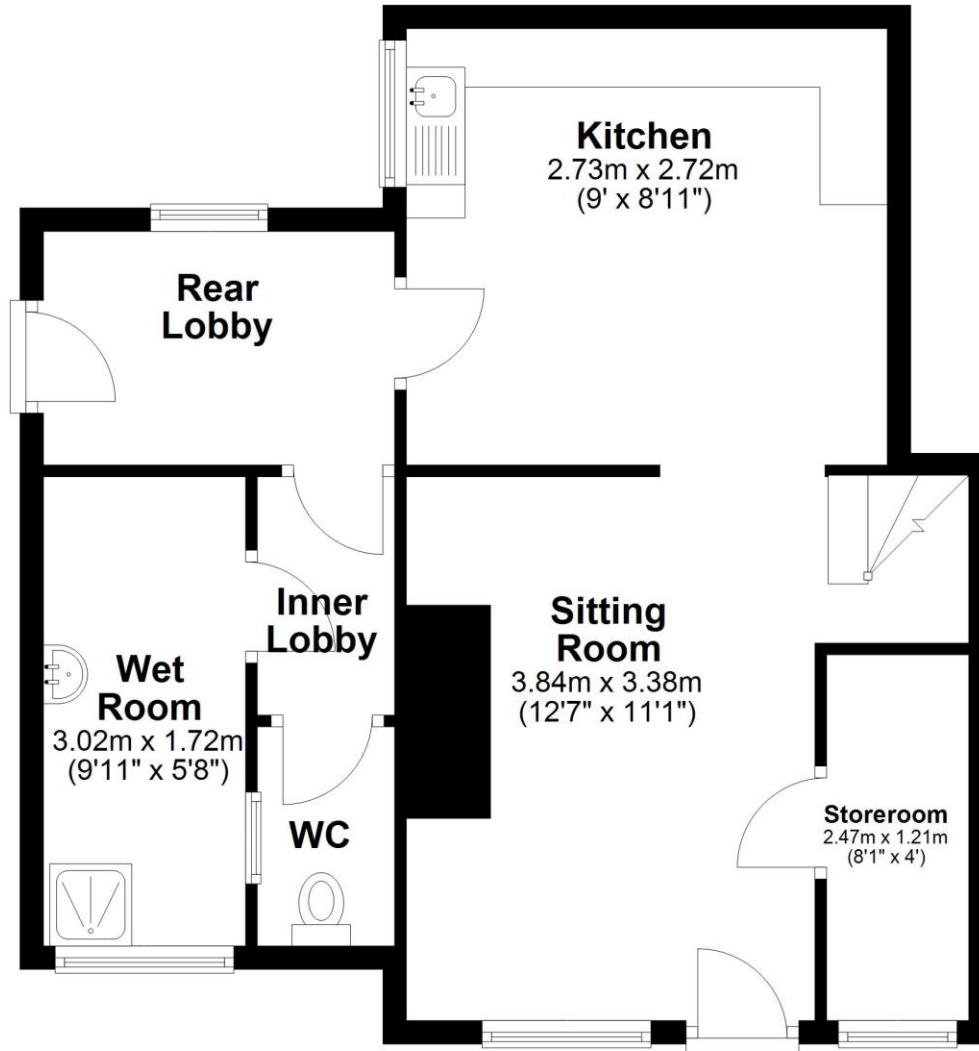 Kitchen
2.73m x 2.72m
(9' x 8'11")
Rear
Lobby
Inner
Lobby
Sitting
Room
3.84m x 3.38m
(12'7" x 11'1")
Wet
Room
3.02m x 1.72m
(9'11" x 5'8")
WC
Storeroom
2.47m x 1.21m
(8'1" x 4')